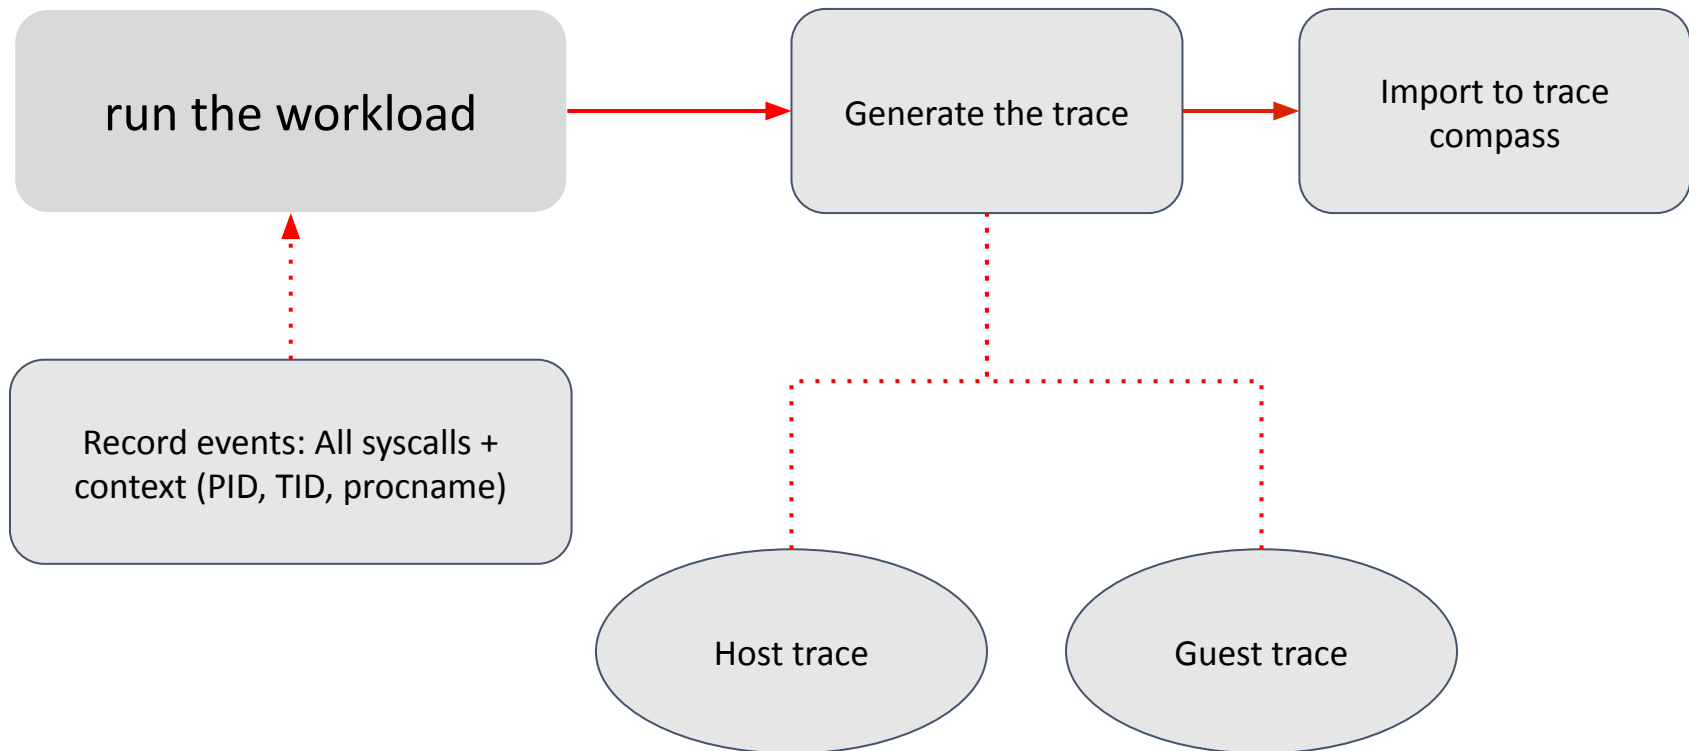 run the workload
Generate the trace
Import to trace
compass
Record events: All syscalls +
context (PID, TID, procname)
Host trace
Guest trace